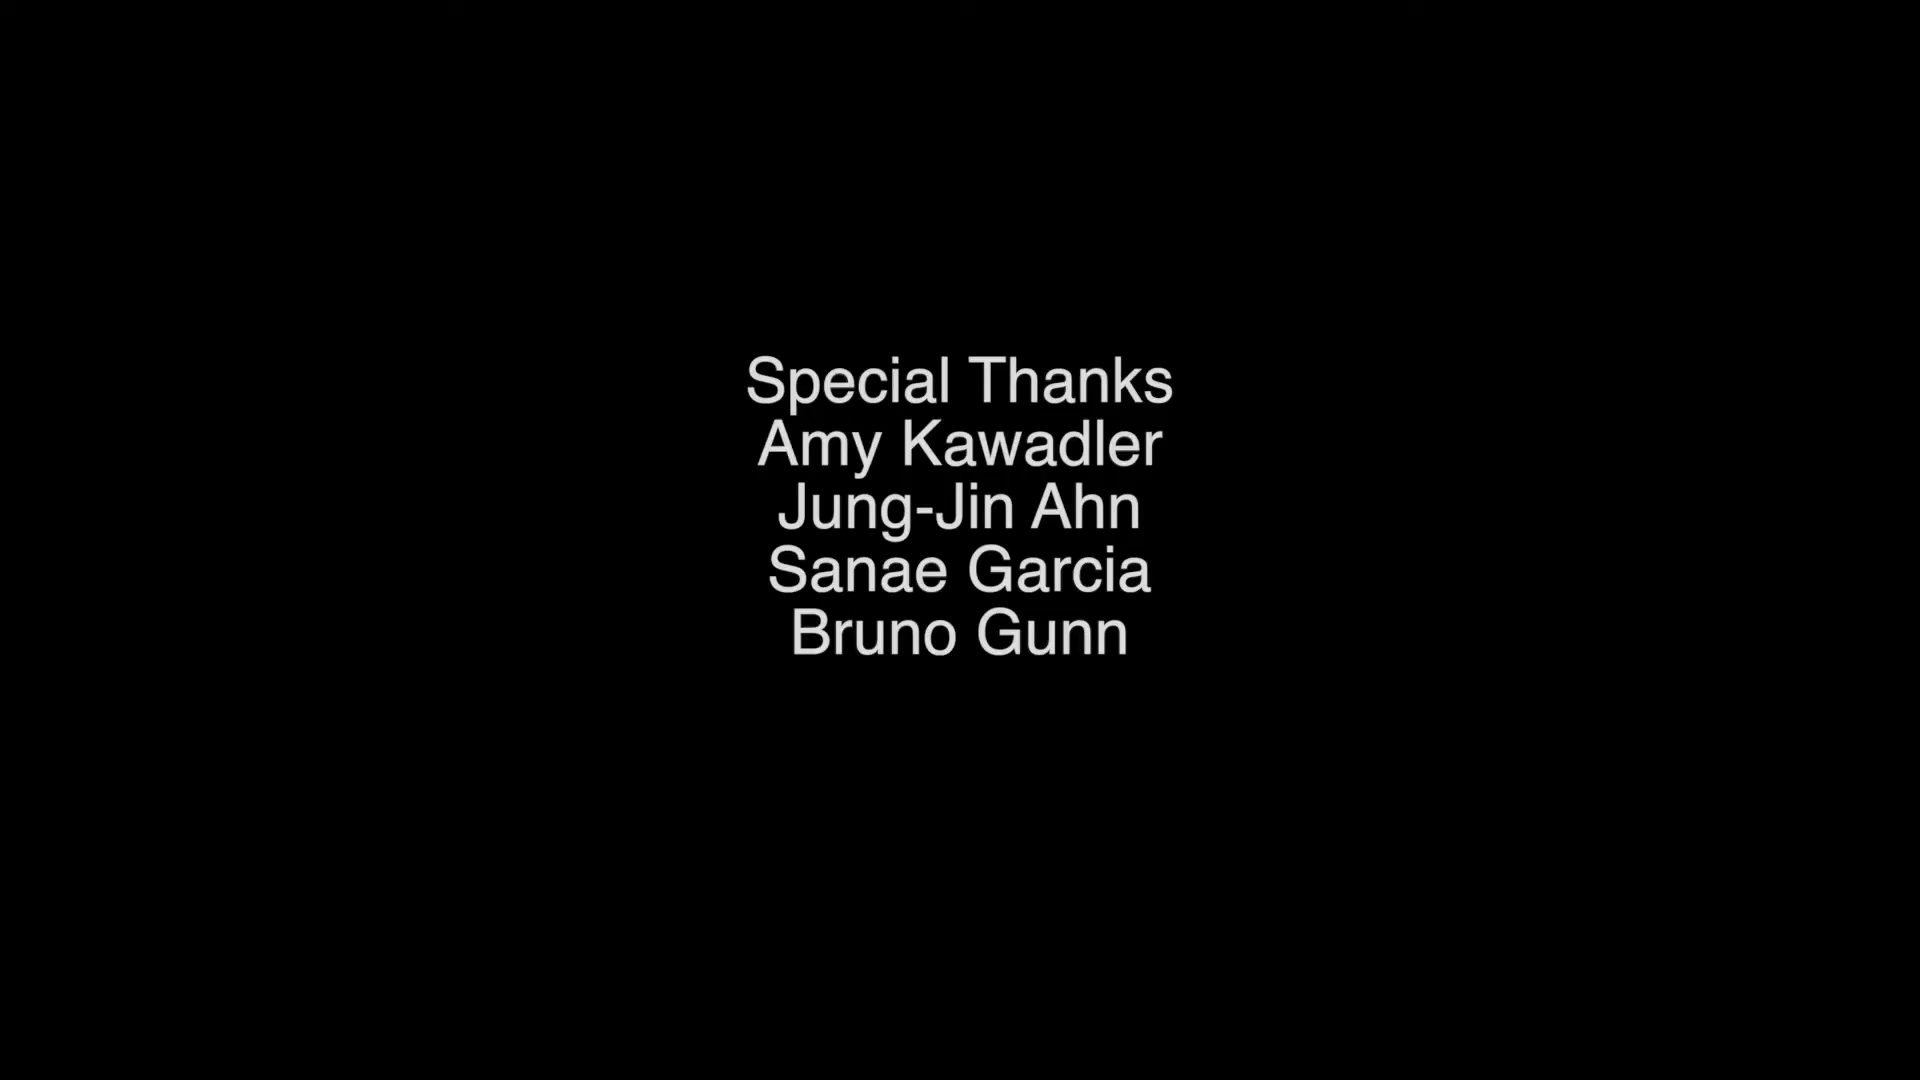 Special Thanks
Amy Kawadler
Jung-Jin Ahn
Sanae Garcia
Bruno Gunn